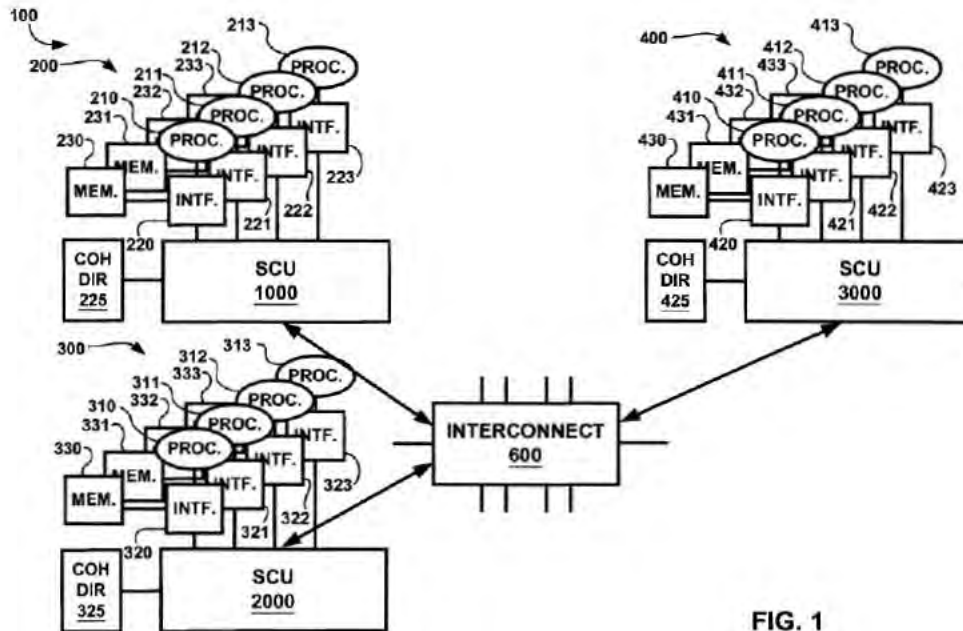 100
200
213
212
233
211
232
210
231
230
PROC.
PROC.
PROC.
PROC.
MEM.
MEM.
INTF.
INTF.
INTF.
INTF.
223
222
221
220
COH
DIR
225
SCU
1000
400
413
412
433
411
432
410
431
430
PROC.
PROC.
PROC.
PROC.
MEM.
MEM.
INTF.
INTF.
INTF.
INTF.
423
422
421
420
COH
DIR
425
SCU
3000
300
313
312
333
311
332
310
331
330
PROC.
PROC.
PROC.
PROC.
MEM.
MEM.
INTF.
INTF.
INTF.
INTF.
323
322
321
320
COH
DIR
325
SCU
2000
INTERCONNECT
600
FIG. 1